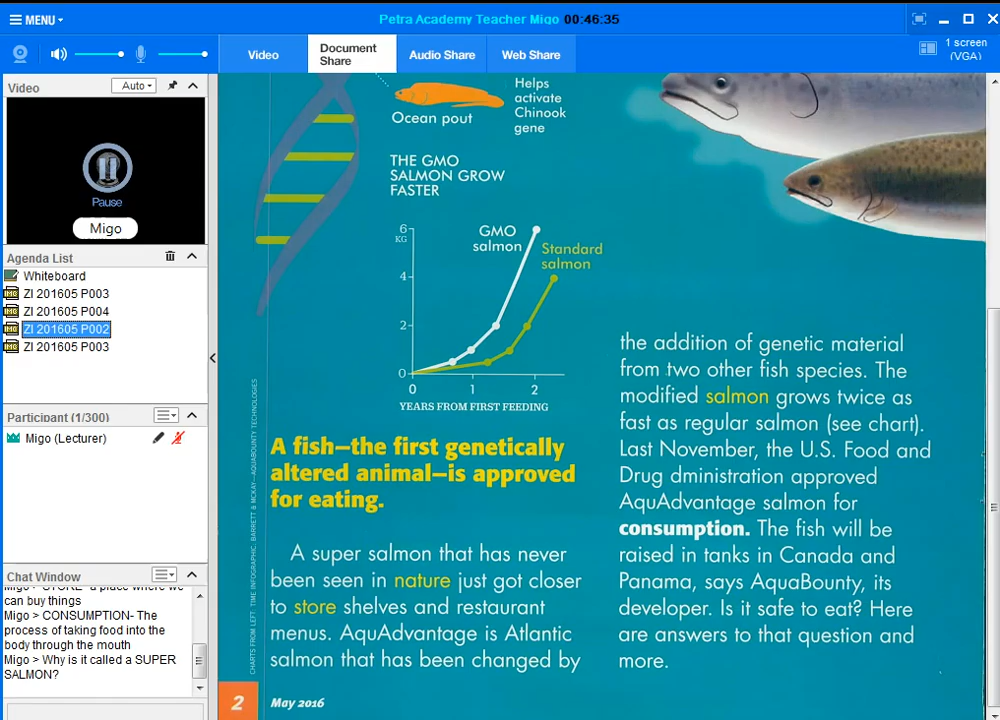 MENU
Petra Academy Teacher Migo 00:46:35
Video
Document Share
Audio Share
Web Share
1 screen (VGA)
Video
Auto
Pause
Migo
Agenda List
Whiteboard
ZI 201605 P003
ZI 201605 P004
ZI 201605 P002
ZI 201605 P003
Participant (1/300)
Migo (Lecturer)
Chat Window
can buy things
Migo > CONSUMPTION- The
process of taking food into the
body through the mouth
Migo > Why is it called a SUPER
SALMON?
Ocean pout
Helps
activate
Chinook
gene
THE GMO
SALMON GROW
FASTER
6
KG
4
2
0
GMO
salmon
Standard
salmon
0
1
2
YEARS FROM FIRST FEEDING
CHARTS FROM LEFT: TIME INFOGRAPHIC. BARRETT & MCKAY—AQUABOUNTY TECHNOLOGIES
A fish—the first genetically
altered animal—is approved
for eating.
A super salmon that has never
been seen in nature just got closer
to store shelves and restaurant
menus. AquAdvantage is Atlantic
salmon that has been changed by
the addition of genetic material
from two other fish species. The
modified salmon grows twice as
fast as regular salmon (see chart).
Last November, the U.S. Food and
Drug dministration approved
AquAdvantage salmon for
consumption. The fish will be
raised in tanks in Canada and
Panama, says AquaBounty, its
developer. Is it safe to eat? Here
are answers to that question and
more.
2
May 2016